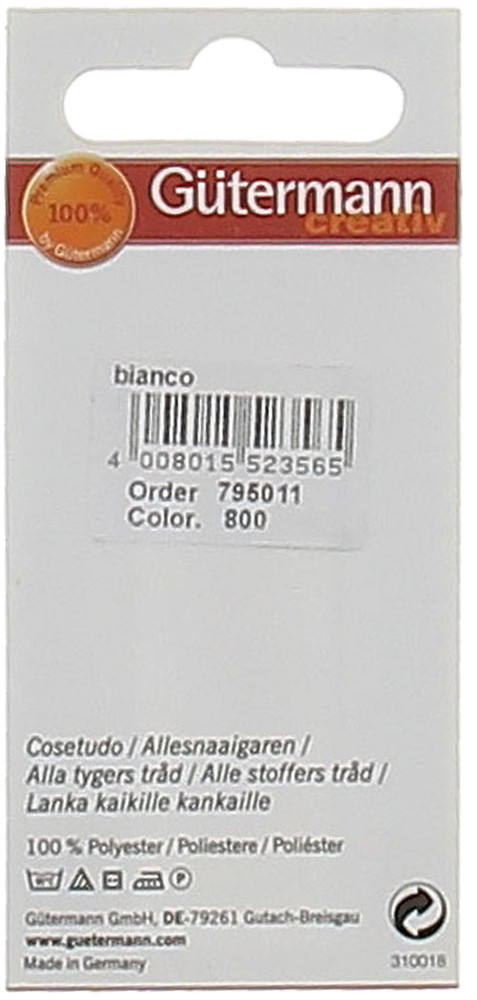 Premium Quality
100%
by Gütermann
Gütermann
creativ
bianco
4 008015 523565
Order 795011
Color. 800
Cosetudo / Allesnaaigaren /
Alla tygers tråd / Alle stoffers tråd /
Lanka kaikille kankaille
100 % Polyester / Poliestere / Poliéster
P
Gütermann GmbH, DE-79261 Gutach-Breisgau
www.guetermann.com
Made in Germany
310018